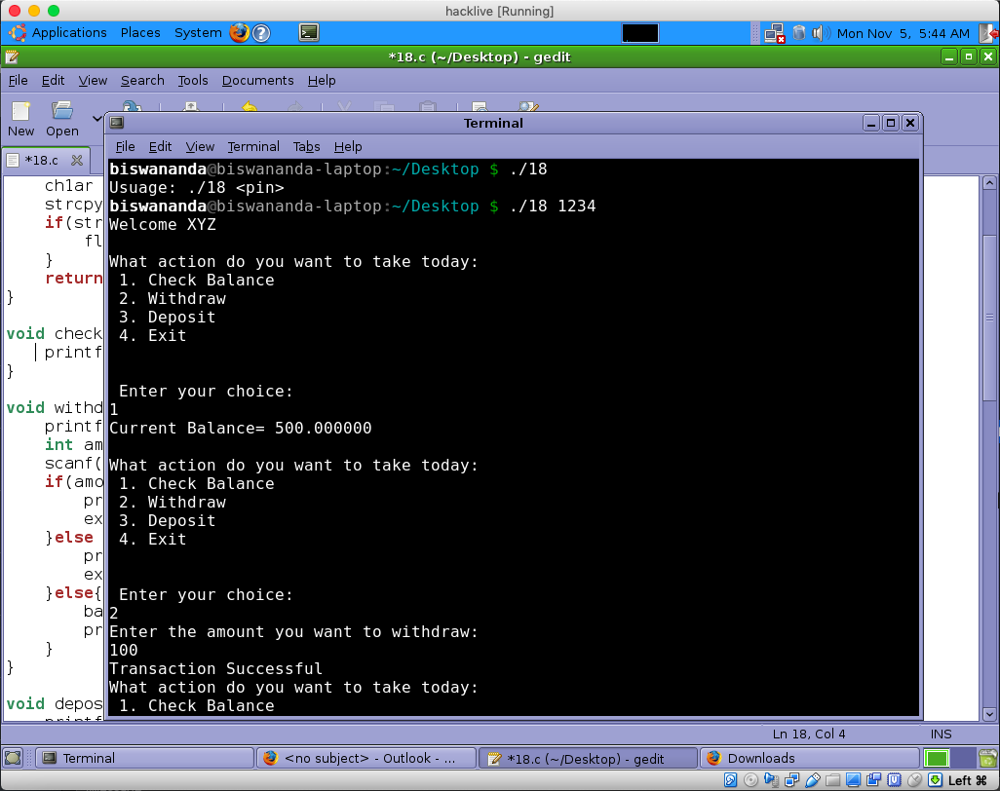 hacklive [Running]
Applications Places System Mon Nov 5, 5:44 AM
*18.c (~/Desktop) - gedit
File Edit View Search Tools Documents Help
New Open
Terminal
*18.c
File Edit View Terminal Tabs Help
biswananda@biswananda-laptop:~/Desktop $ ./18
ch1ar
Usuage: ./18 <pin>
strcpy
biswananda@biswananda-laptop:~/Desktop $ ./18 1234
if(str
Welcome XYZ
fl
}
What action do you want to take today:
return
1. Check Balance
}
2. Withdraw
3. Deposit
void check
4. Exit
printf
}
Enter your choice:
void withd
1
printf
Current Balance= 500.000000
int am
scanf(
What action do you want to take today:
if(amo
1. Check Balance
pr
2. Withdraw
ex
3. Deposit
}else
4. Exit
pr
ex
}else{
Enter your choice:
ba
2
pr
Enter the amount you want to withdraw:
}
100
}
Transaction Successful
What action do you want to take today:
void depos
1. Check Balance
printf
Ln 18, Col 4 INS
Terminal <no subject> - Outlook - ... *18.c (~/Desktop) - gedit Downloads
Left ⌘